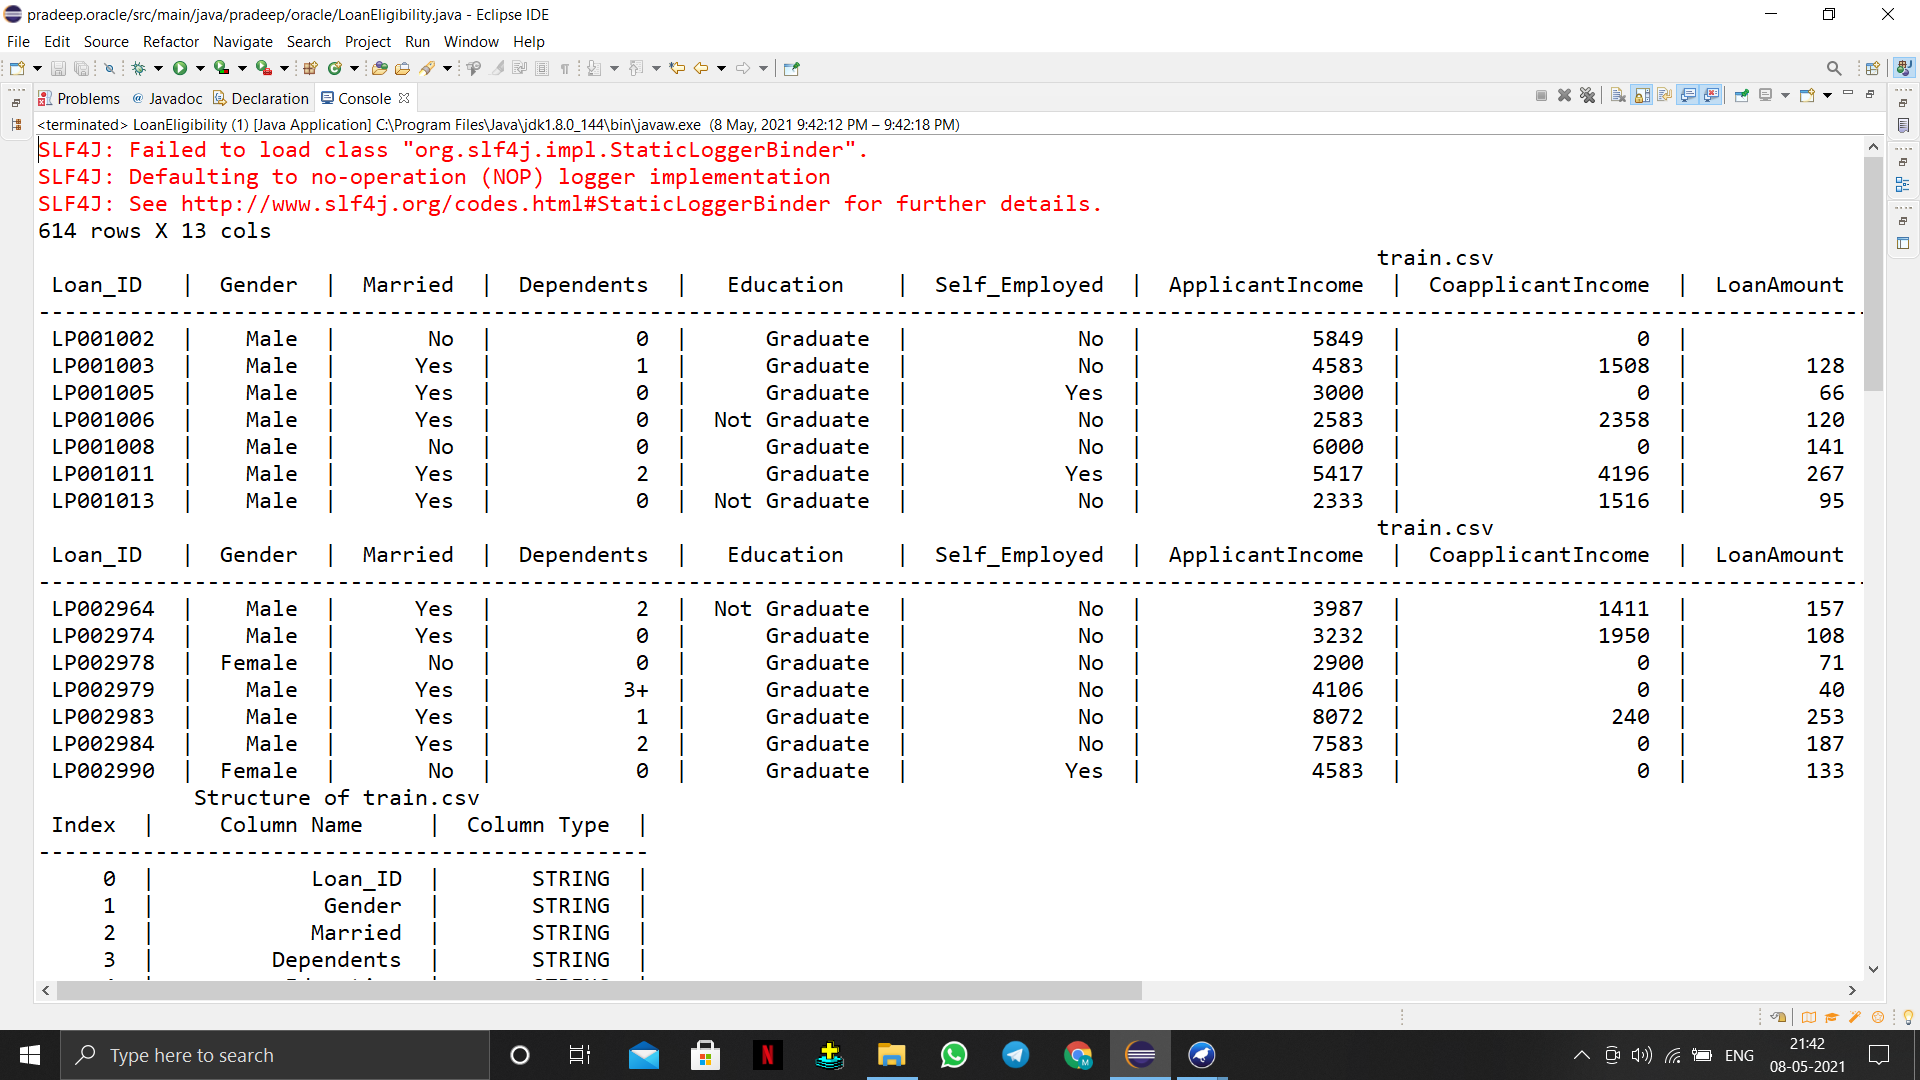 pradeep.oracle/src/main/java/pradeep/oracle/LoanEligibility.java - Eclipse IDE
File Edit Source Refactor Navigate Search Project Run Window Help
Problems @ Javadoc Declaration Console
<terminated> LoanEligibility (1) [Java Application] C:\Program Files\Java\jdk1.8.0_144\bin\javaw.exe (8 May, 2021 9:42:12 PM – 9:42:18 PM)
SLF4J: Failed to load class "org.slf4j.impl.StaticLoggerBinder".
SLF4J: Defaulting to no-operation (NOP) logger implementation
SLF4J: See http://www.slf4j.org/codes.html#StaticLoggerBinder for further details.
614 rows X 13 cols
train.csv
Loan_ID | Gender | Married | Dependents | Education | Self_Employed | ApplicantIncome | CoapplicantIncome | LoanAmount
LP001002 | Male | No | 0 | Graduate | No | 5849 | 0 |
LP001003 | Male | Yes | 1 | Graduate | No | 4583 | 1508 | 128
LP001005 | Male | Yes | 0 | Graduate | Yes | 3000 | 0 | 66
LP001006 | Male | Yes | 0 | Not Graduate | No | 2583 | 2358 | 120
LP001008 | Male | No | 0 | Graduate | No | 6000 | 0 | 141
LP001011 | Male | Yes | 2 | Graduate | Yes | 5417 | 4196 | 267
LP001013 | Male | Yes | 0 | Not Graduate | No | 2333 | 1516 | 95
train.csv
Loan_ID | Gender | Married | Dependents | Education | Self_Employed | ApplicantIncome | CoapplicantIncome | LoanAmount
LP002964 | Male | Yes | 2 | Not Graduate | No | 3987 | 1411 | 157
LP002974 | Male | Yes | 0 | Graduate | No | 3232 | 1950 | 108
LP002978 | Female | No | 0 | Graduate | No | 2900 | 0 | 71
LP002979 | Male | Yes | 3+ | Graduate | No | 4106 | 0 | 40
LP002983 | Male | Yes | 1 | Graduate | No | 8072 | 240 | 253
LP002984 | Male | Yes | 2 | Graduate | No | 7583 | 0 | 187
LP002990 | Female | No | 0 | Graduate | Yes | 4583 | 0 | 133
Structure of train.csv
Index | Column Name | Column Type |
0 | Loan_ID | STRING |
1 | Gender | STRING |
2 | Married | STRING |
3 | Dependents | STRING |
Type here to search
ENG
21:42
08-05-2021